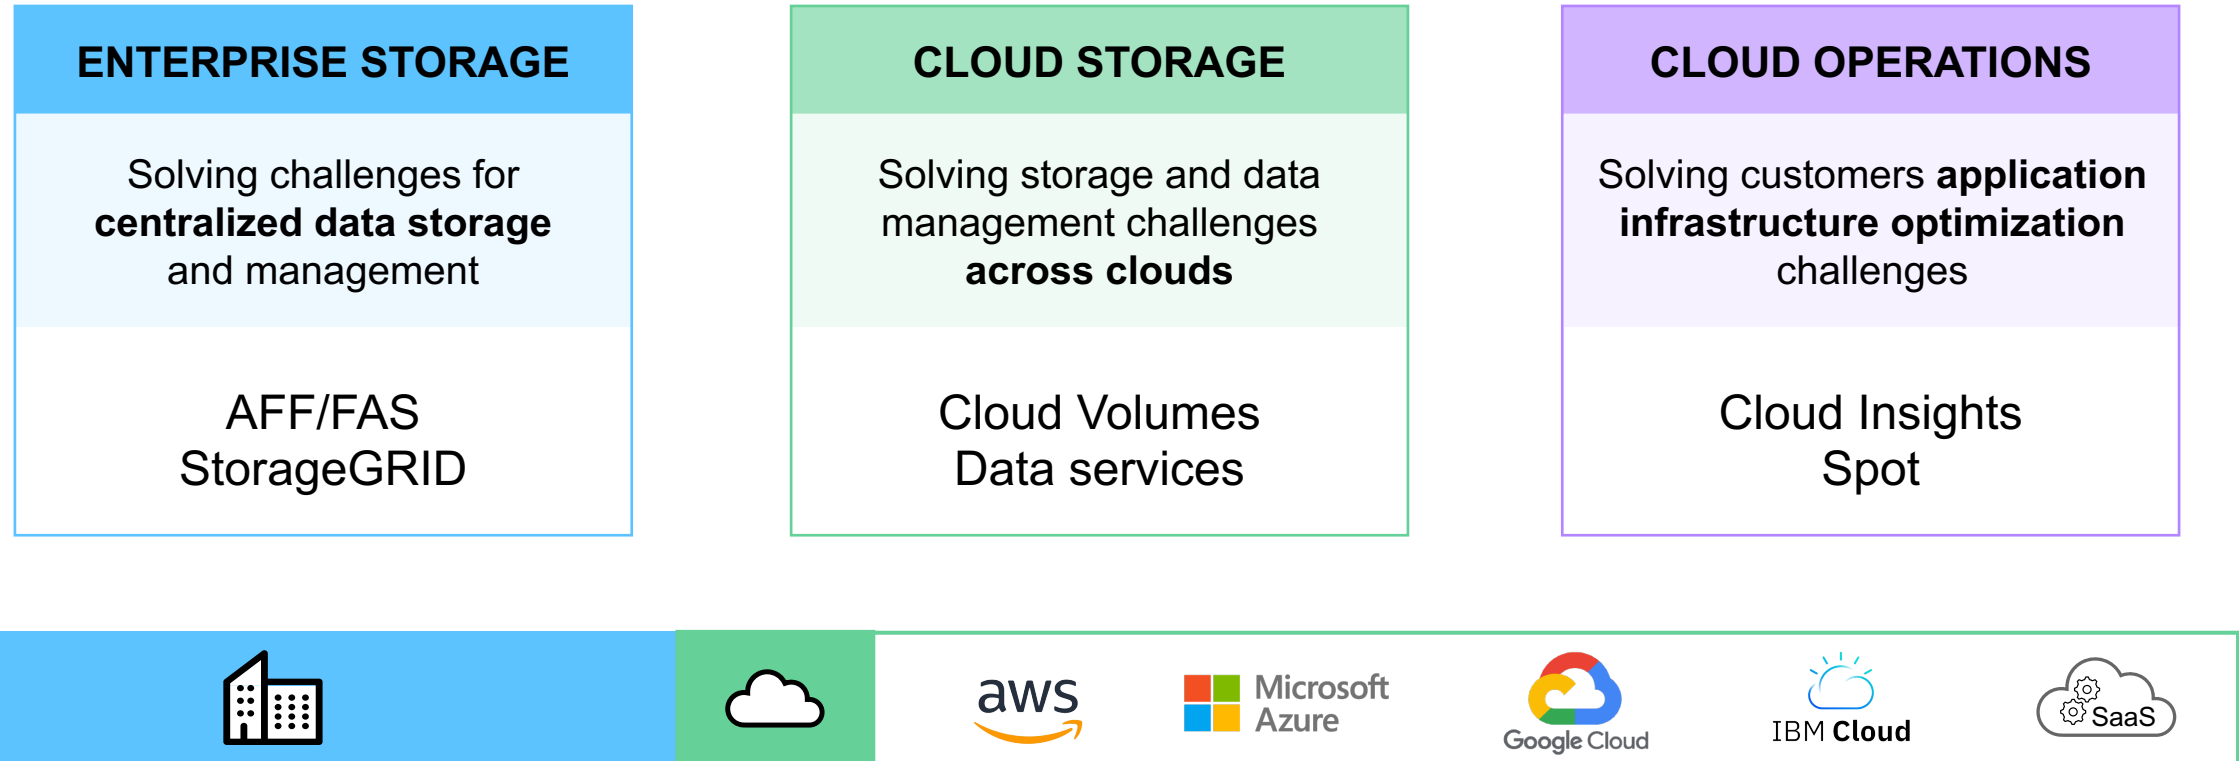 ENTERPRISE STORAGE
Solving challenges for
centralized data storage
and management
AFF/FAS
StorageGRID
CLOUD STORAGE
Solving storage and data
management challenges
across clouds
Cloud Volumes
Data services
CLOUD OPERATIONS
Solving customers application
infrastructure optimization
challenges
Cloud Insights
Spot
aws
Microsoft
Azure
Google Cloud
IBM Cloud
SaaS